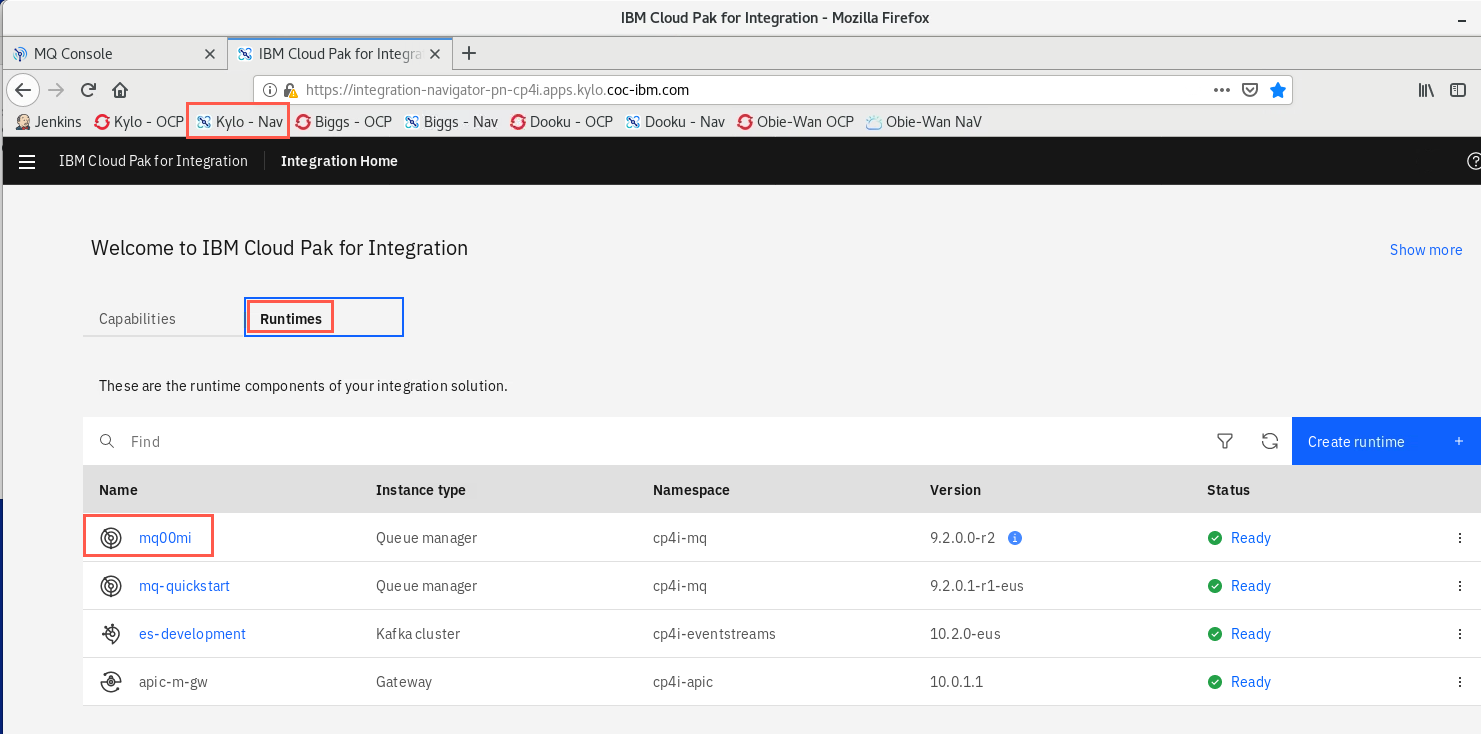 IBM Cloud Pak for Integration - Mozilla Firefox
MQ Console
IBM Cloud Pak for Integra
https://integration-navigator-pn-cp4i.apps.kylo.coc-ibm.com
Jenkins Kylo - OCP Kylo - Nav Biggs - OCP Biggs - Nav Dooku - OCP Dooku - Nav Obie-Wan OCP Obie-Wan NaV
IBM Cloud Pak for Integration Integration Home
Welcome to IBM Cloud Pak for Integration
Show more
Capabilities Runtimes
These are the runtime components of your integration solution.
Find Create runtime +
Name Instance type Namespace Version Status
mq00mi Queue manager cp4i-mq 9.2.0.0-r2 Ready
mq-quickstart Queue manager cp4i-mq 9.2.0.1-r1-eus Ready
es-development Kafka cluster cp4i-eventstreams 10.2.0-eus Ready
apic-m-gw Gateway cp4i-apic 10.0.1.1 Ready